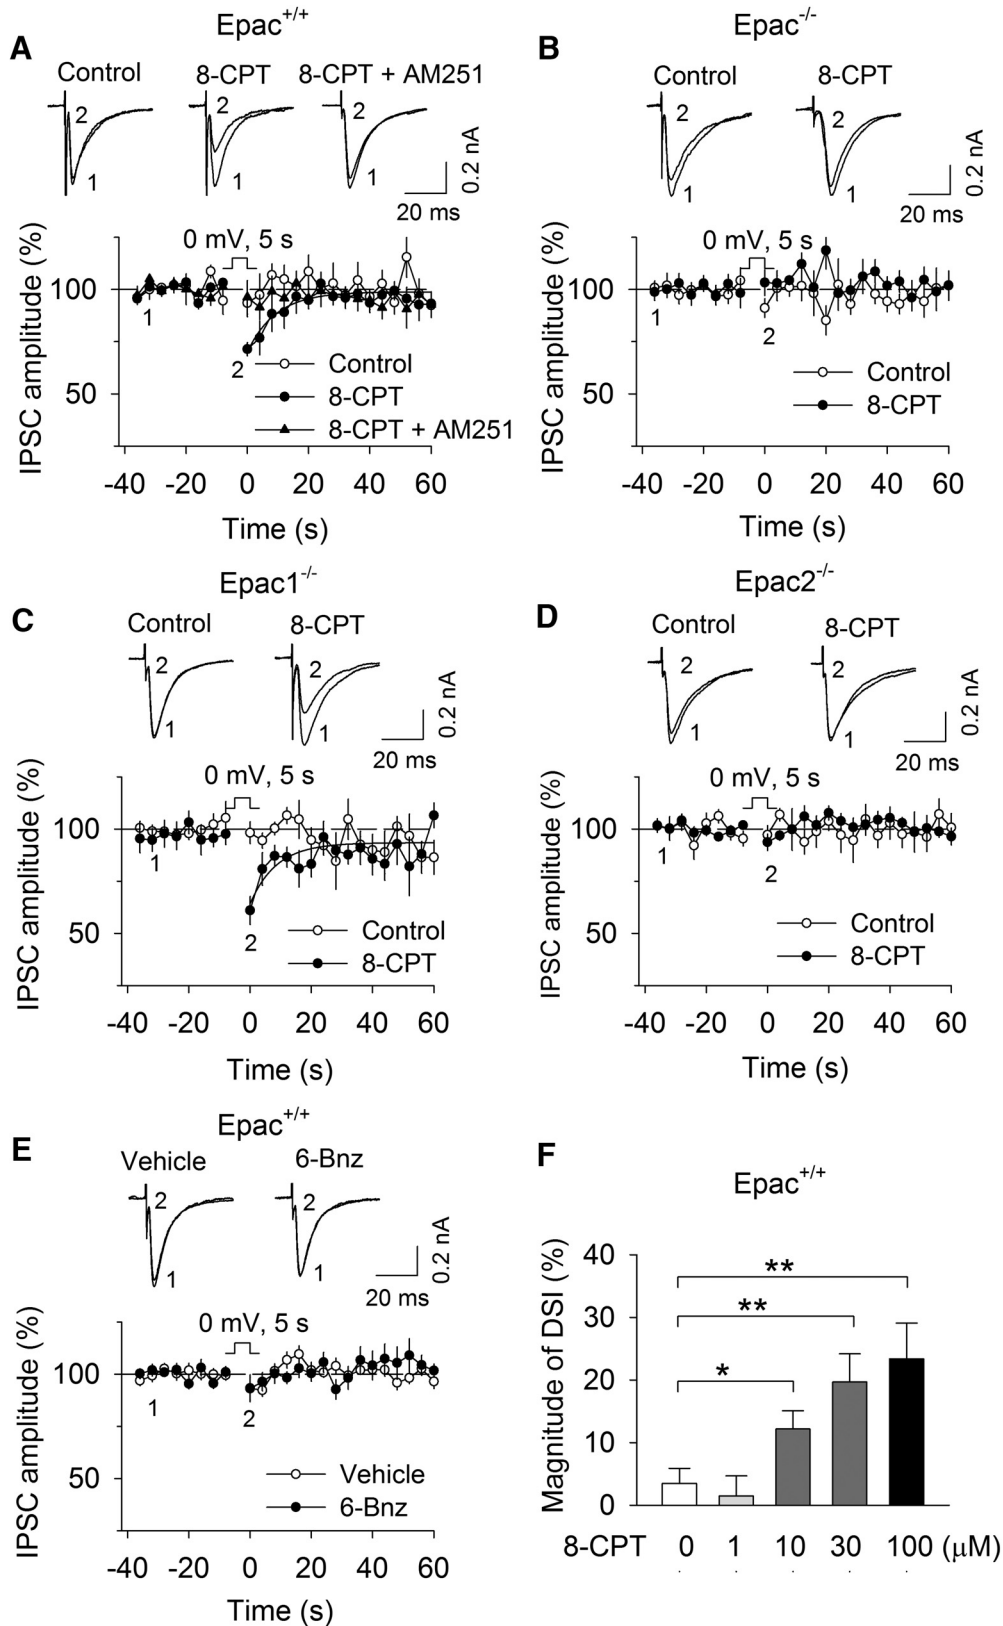 A
Epac+/+
Control
8-CPT
8-CPT + AM251
2
1
2
1
2
1
0.2 nA
20 ms
IPSC amplitude (%)
0 mV, 5 s
100
50
1
2
Control
8-CPT
8-CPT + AM251
-40 -20 0 20 40 60
Time (s)
B
Epac-/-
Control
8-CPT
2
1
2
1
0.2 nA
20 ms
IPSC amplitude (%)
0 mV, 5 s
100
50
1
2
Control
8-CPT
-40 -20 0 20 40 60
Time (s)
C
Epac1-/-
Control
8-CPT
2
1
2
1
0.2 nA
20 ms
IPSC amplitude (%)
0 mV, 5 s
100
50
1
2
Control
8-CPT
-40 -20 0 20 40 60
Time (s)
D
Epac2-/-
Control
8-CPT
2
1
2
1
0.2 nA
20 ms
IPSC amplitude (%)
0 mV, 5 s
100
50
1
2
Control
8-CPT
-40 -20 0 20 40 60
Time (s)
E
Epac+/+
Vehicle
6-Bnz
2
1
2
1
0.2 nA
20 ms
IPSC amplitude (%)
0 mV, 5 s
100
50
1
2
Vehicle
6-Bnz
-40 -20 0 20 40 60
Time (s)
F
Epac+/+
Magnitude of DSI (%)
40
30
20
10
0
**
**
*
8-CPT 0 1 10 30 100 (µM)